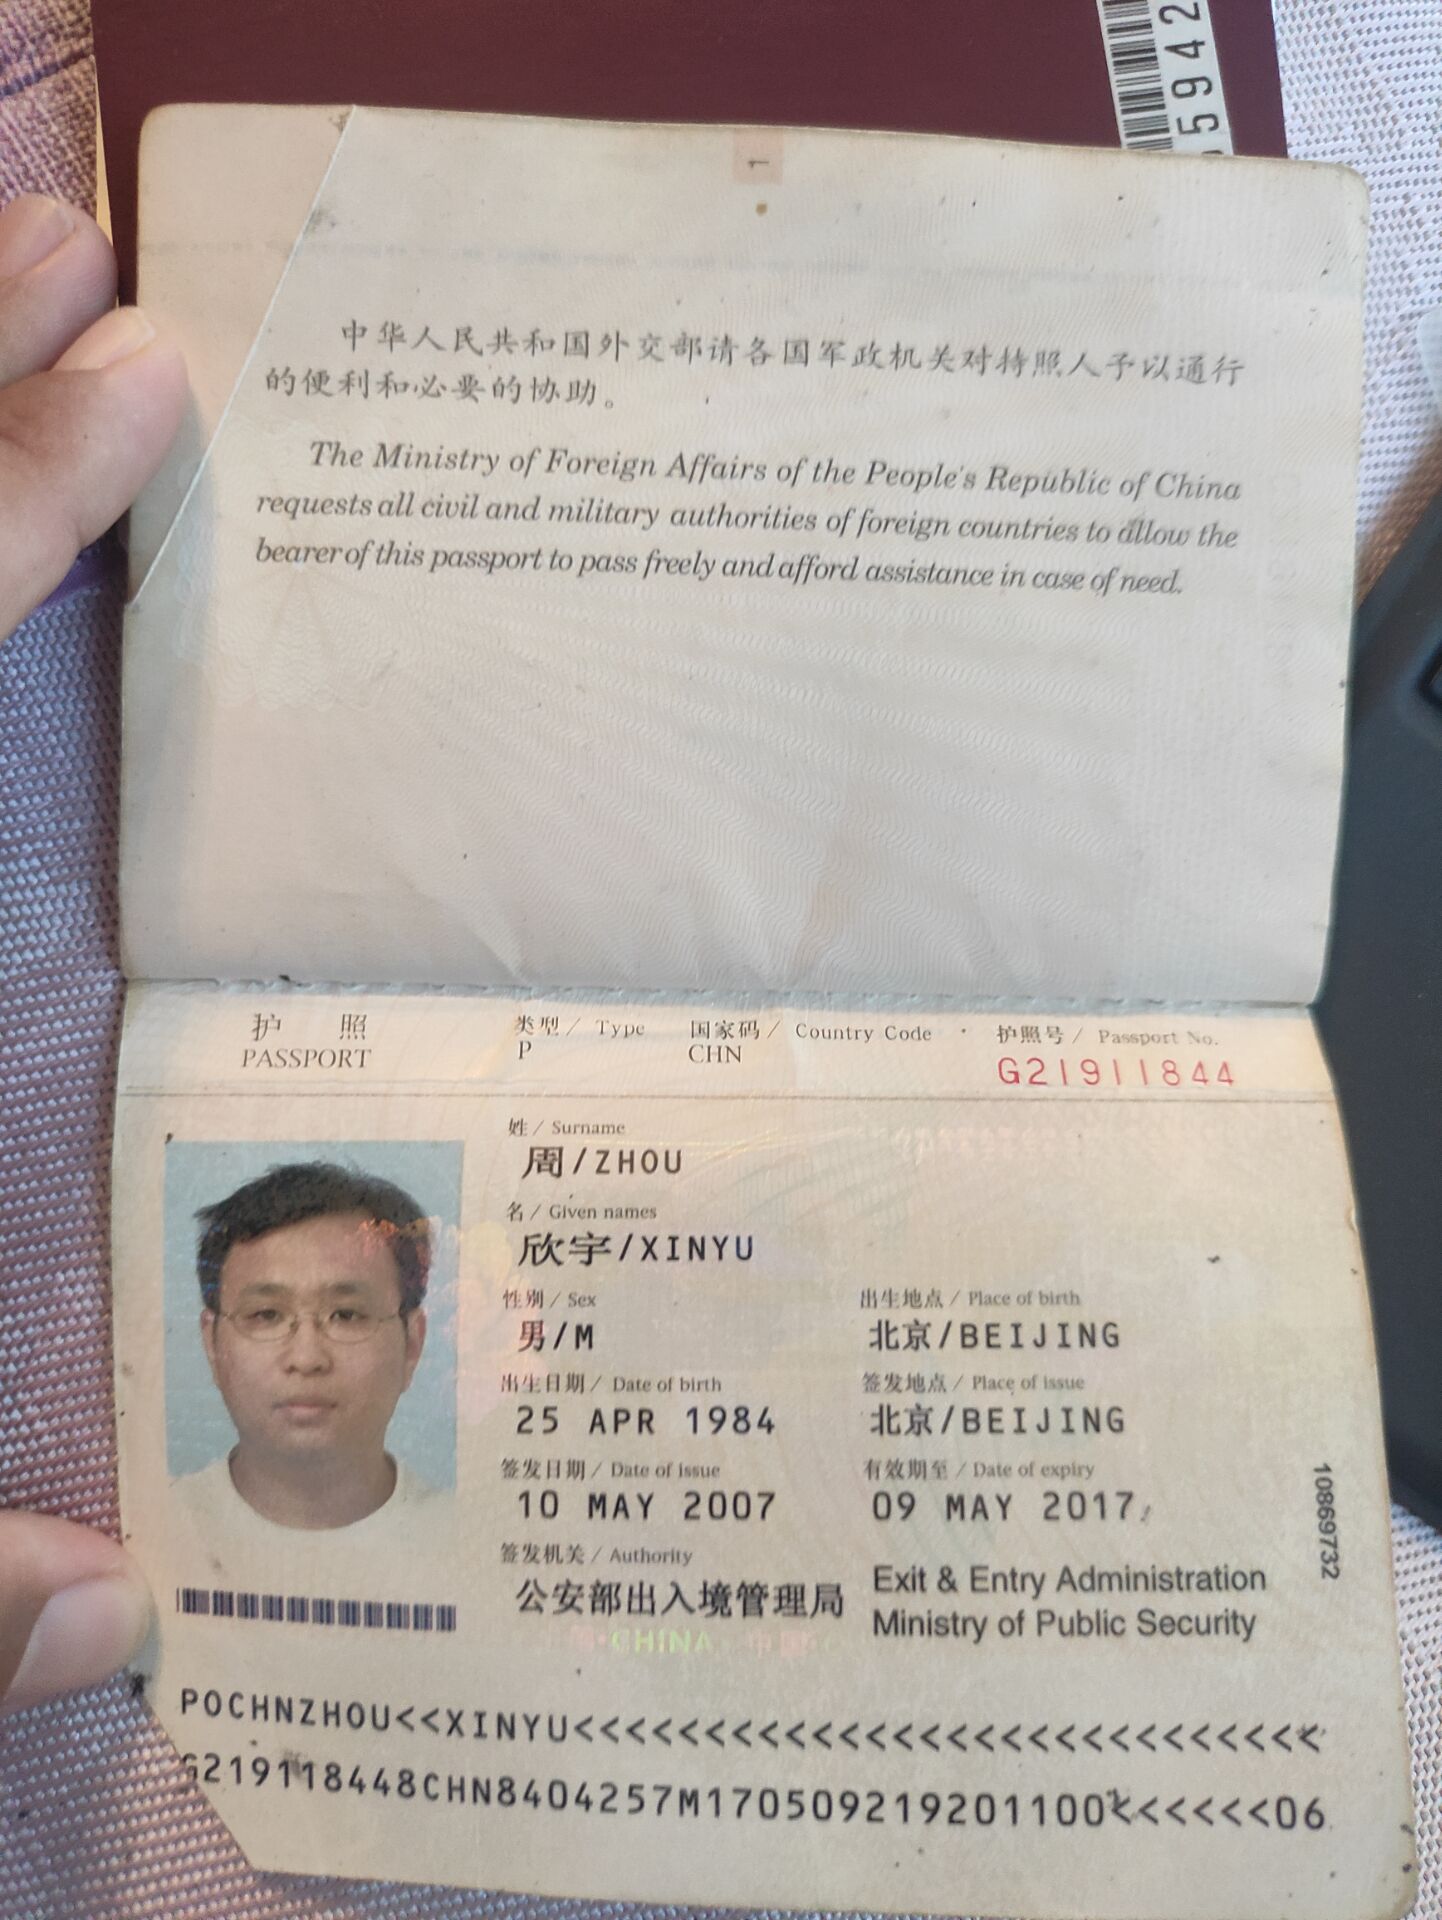 5942
1
中华人民共和国外交部请各国军政机关对持照人予以通行
的便利和必要的协助。
The Ministry of Foreign Affairs of the People's Republic of China
requests all civil and military authorities of foreign countries to allow the
bearer of this passport to pass freely and afford assistance in case of need.
护 照 类型 / Type 国家码 / Country Code 护照号 / Passport No.
PASSPORT P CHN G21911844
姓 / Surname
周/ZHOU
名 / Given names
欣宇/XINYU
性别 / Sex 出生地点 / Place of birth
男/M 北京/BEIJING
出生日期 / Date of birth 签发地点 / Place of issue
25 APR 1984 北京/BEIJING
签发日期 / Date of issue 有效期至 / Date of expiry
10 MAY 2007 09 MAY 2017
签发机关 / Authority
公安部出入境管理局 Exit & Entry Administration
Ministry of Public Security
10869732
CHINA 中国
POCHNZHOU<<XINYU<<<<<<<<<<<<<<<<<<<<<<<<<<<<
G219118448CHN8404257M170509219201100<<<<<<06